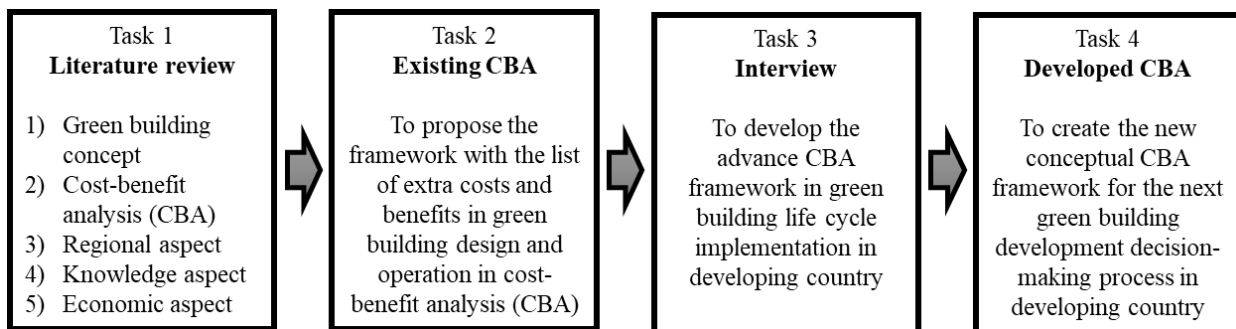 Task 1
Literature review
1) Green building
concept
2) Cost-benefit
analysis (CBA)
3) Regional aspect
4) Knowledge aspect
5) Economic aspect
Task 2
Existing CBA
To propose the
framework with the list
of extra costs and
benefits in green
building design and
operation in cost-
benefit analysis (CBA)
Task 3
Interview
To develop the
advance CBA
framework in green
building life cycle
implementation in
developing country
Task 4
Developed CBA
To create the new
conceptual CBA
framework for the next
green building
development decision-
making process in
developing country